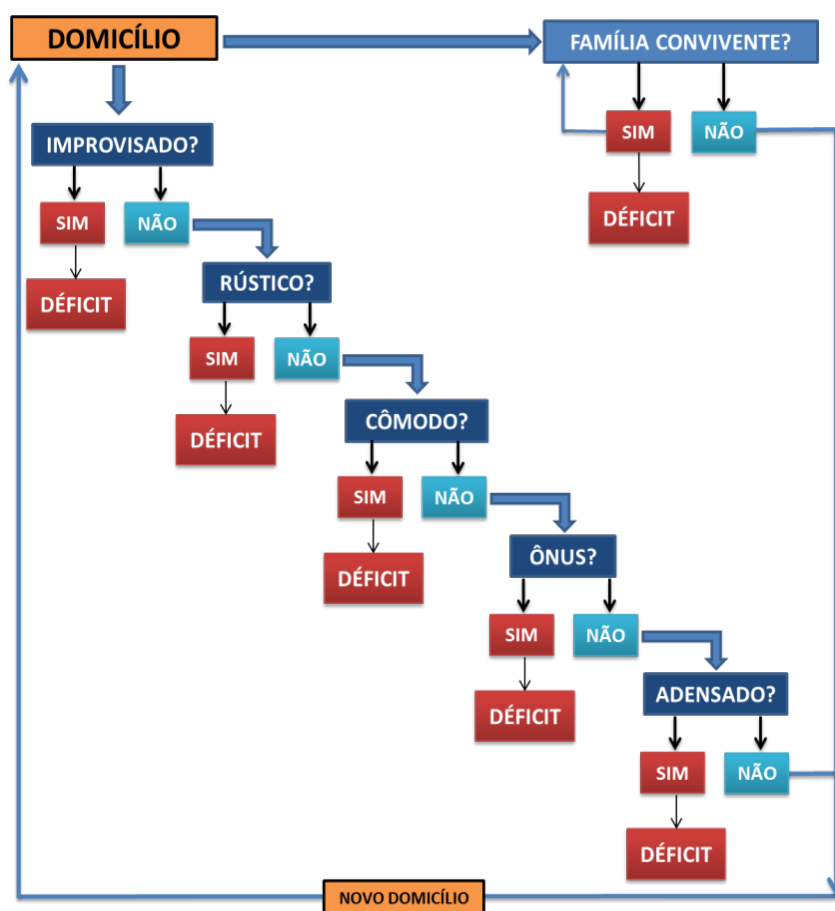 DOMICÍLIO
FAMÍLIA CONVIVENTE?
SIM
NÃO
DÉFICIT
IMPROVISADO?
SIM
NÃO
DÉFICIT
RÚSTICO?
SIM
NÃO
DÉFICIT
CÔMODO?
SIM
NÃO
DÉFICIT
ÔNUS?
SIM
NÃO
DÉFICIT
ADENSADO?
SIM
NÃO
DÉFICIT
NOVO DOMICÍLIO